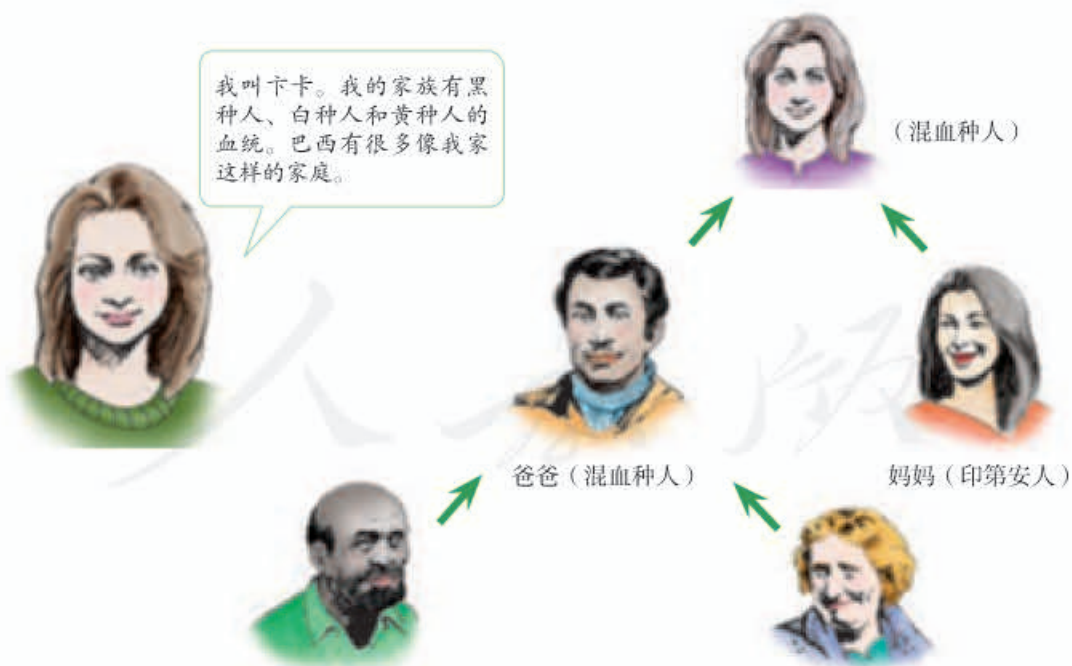 我叫卞卡。我的家族有黑
种人、白种人和黄种人的
血统。巴西有很多像我家
这样的家庭。
（混血种人）
爸爸（混血种人）
妈妈（印第安人）